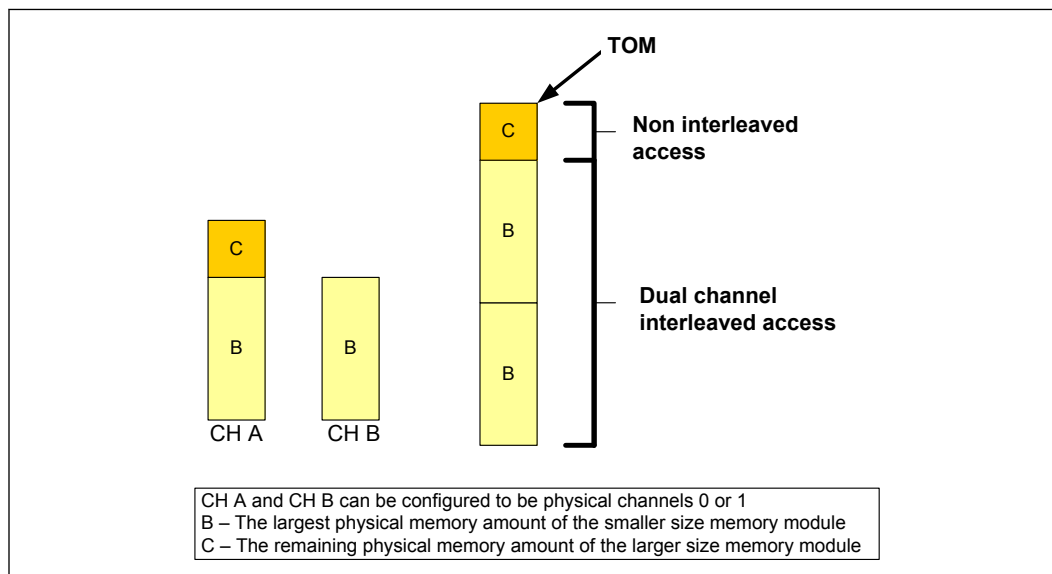 TOM
C
Non interleaved
access
B
C
B
B
Dual channel
interleaved access
B
CH A
CH B
CH A and CH B can be configured to be physical channels 0 or 1
B – The largest physical memory amount of the smaller size memory module
C – The remaining physical memory amount of the larger size memory module